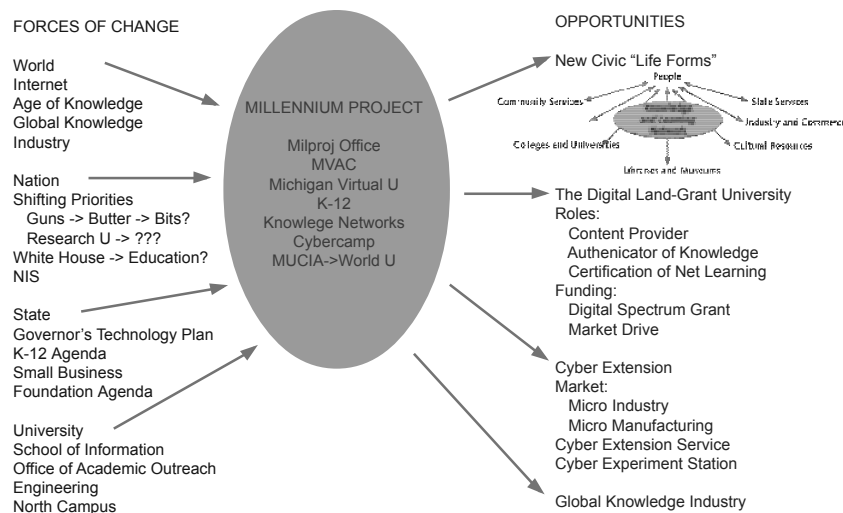 FORCES OF CHANGE
World
Internet
Age of Knowledge
Global Knowledge
Industry
Nation
Shifting Priorities
Guns -> Butter -> Bits?
Research U -> ???
White House -> Education?
NIS
State
Governor's Technology Plan
K-12 Agenda
Small Business
Foundation Agenda
University
School of Information
Office of Academic Outreach
Engineering
North Campus
MILLENNIUM PROJECT
Milproj Office
MVAC
Michigan Virtual U
K-12
Knowlege Networks
Cybercamp
MUCIA->World U
OPPORTUNITIES
New Civic “Life Forms”
People
Community Services
State Services
Knowledge
and Learning
Networks
Industry and Commerce
Colleges and Universities
Cultural Resources
Libraries and Museums
The Digital Land-Grant University
Roles:
Content Provider
Authenicator of Knowledge
Certification of Net Learning
Funding:
Digital Spectrum Grant
Market Drive
Cyber Extension
Market:
Micro Industry
Micro Manufacturing
Cyber Extension Service
Cyber Experiment Station
Global Knowledge Industry